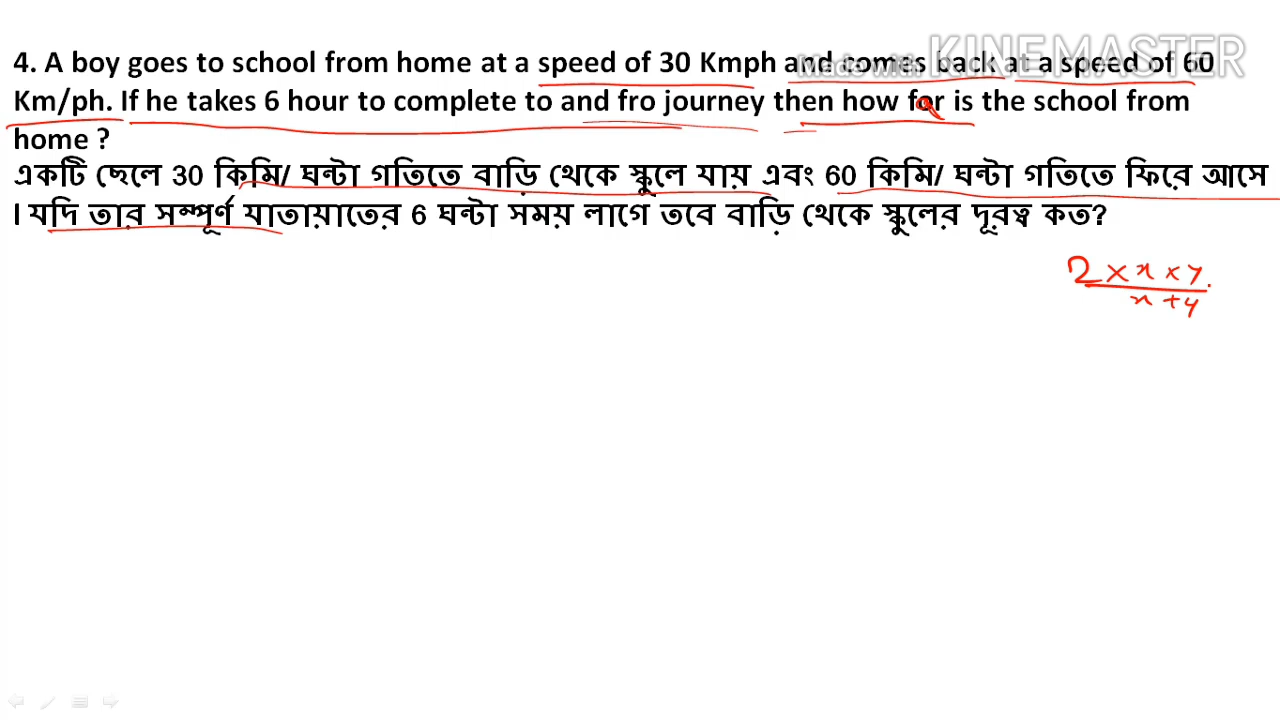 Made with KINEMASTER
4. A boy goes to school from home at a speed of 30 Kmph and comes back at a speed of 60
Km/ph. If he takes 6 hour to complete to and fro journey then how far is the school from
home ?
একটি ছেলে 30 কিমি/ ঘন্টা গতিতে বাড়ি থেকে স্কুলে যায় এবং 60 কিমি/ ঘন্টা গতিতে ফিরে আসে
। যদি তার সম্পূর্ণ যাতায়াতের 6 ঘন্টা সময় লাগে তবে বাড়ি থেকে স্কুলের দূরত্ব কত?
2 × x × y
x + y